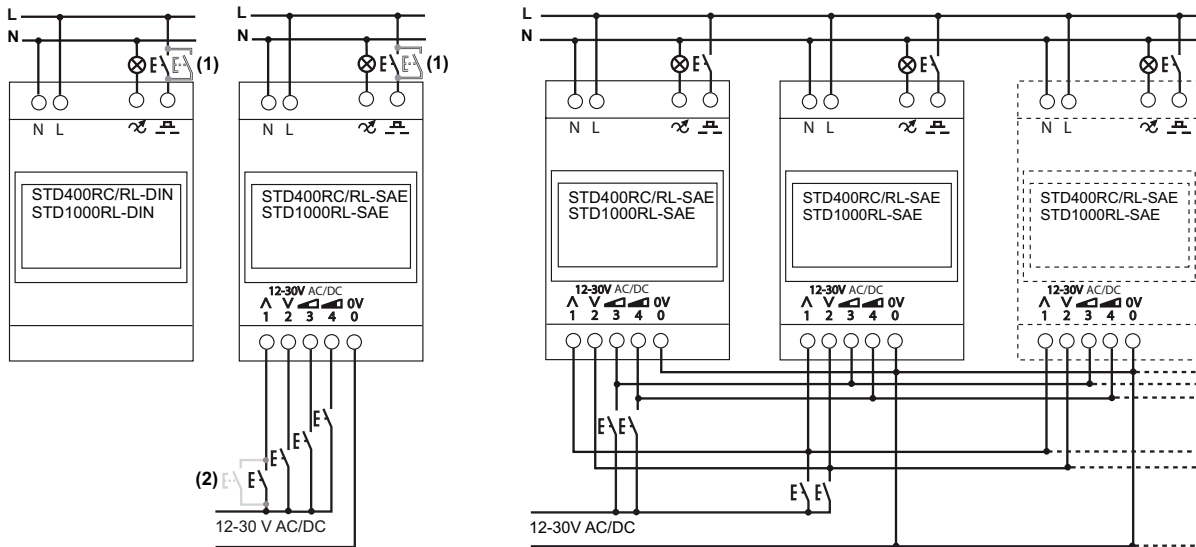 L
N
(1)
N L
STD400RC/RL-DIN
STD1000RL-DIN
L
N
(1)
N L
STD400RC/RL-SAE
STD1000RL-SAE
12-30V AC/DC
0V
1 2 3 4 0
(2)
12-30 V AC/DC
L
N
N L
STD400RC/RL-SAE
STD1000RL-SAE
12-30V AC/DC
0V
1 2 3 4 0
N L
STD400RC/RL-SAE
STD1000RL-SAE
12-30V AC/DC
0V
1 2 3 4 0
N L
STD400RC/RL-SAE
STD1000RL-SAE
12-30V AC/DC
0V
1 2 3 4 0
12-30V AC/DC